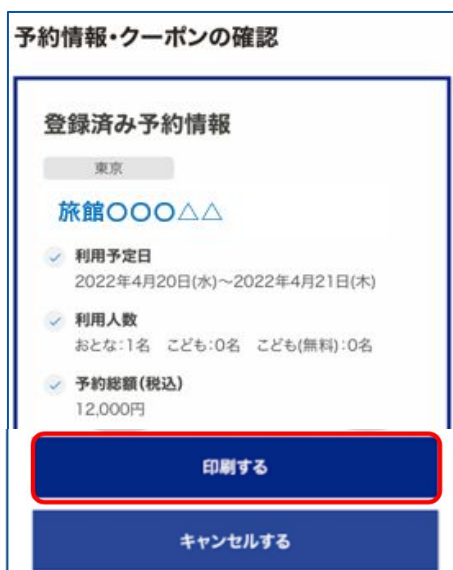 予約情報・クーポンの確認
登録済み予約情報
東京
旅館〇〇〇△△
利用予定日
2022年4月20日(水)～2022年4月21日(木)
利用人数
おとな：1名　こども：0名　こども(無料)：0名
予約総額(税込)
12,000円
印刷する
キャンセルする